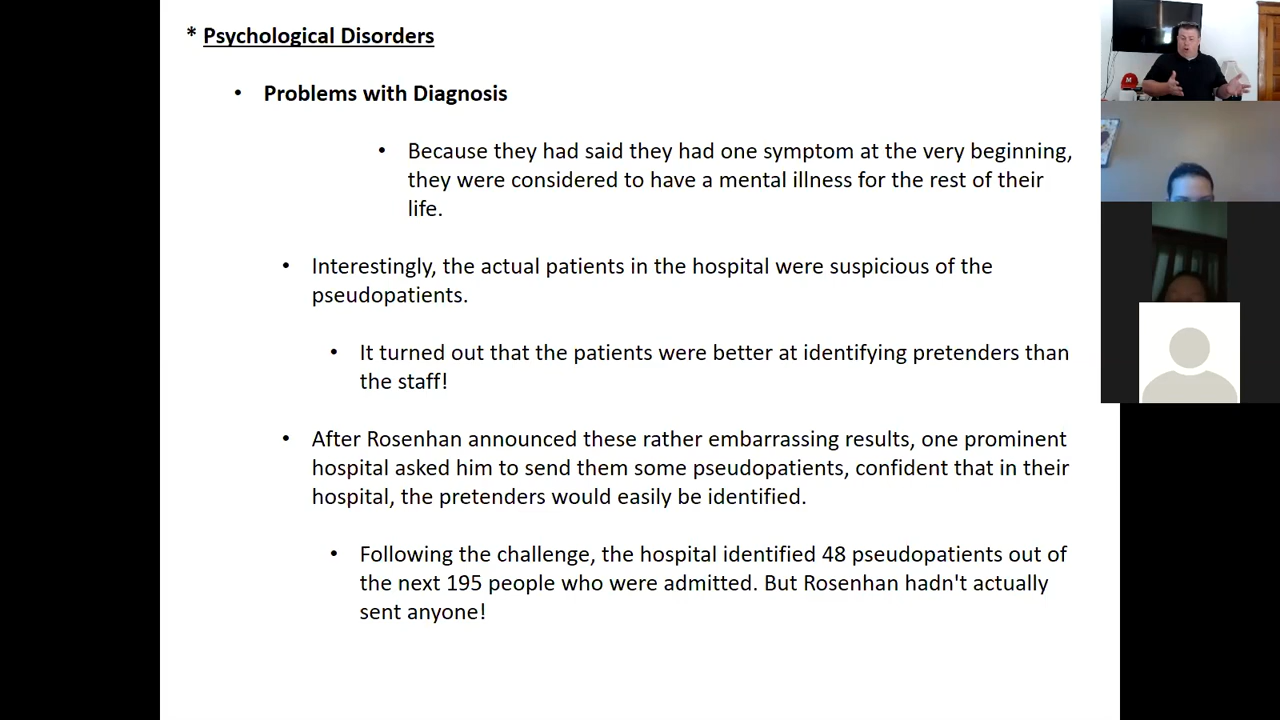 * Psychological Disorders
• Problems with Diagnosis
• Because they had said they had one symptom at the very beginning,
they were considered to have a mental illness for the rest of their
life.
• Interestingly, the actual patients in the hospital were suspicious of the
pseudopatients.
• It turned out that the patients were better at identifying pretenders than
the staff!
• After Rosenhan announced these rather embarrassing results, one prominent
hospital asked him to send them some pseudopatients, confident that in their
hospital, the pretenders would easily be identified.
• Following the challenge, the hospital identified 48 pseudopatients out of
the next 195 people who were admitted. But Rosenhan hadn't actually
sent anyone!
M